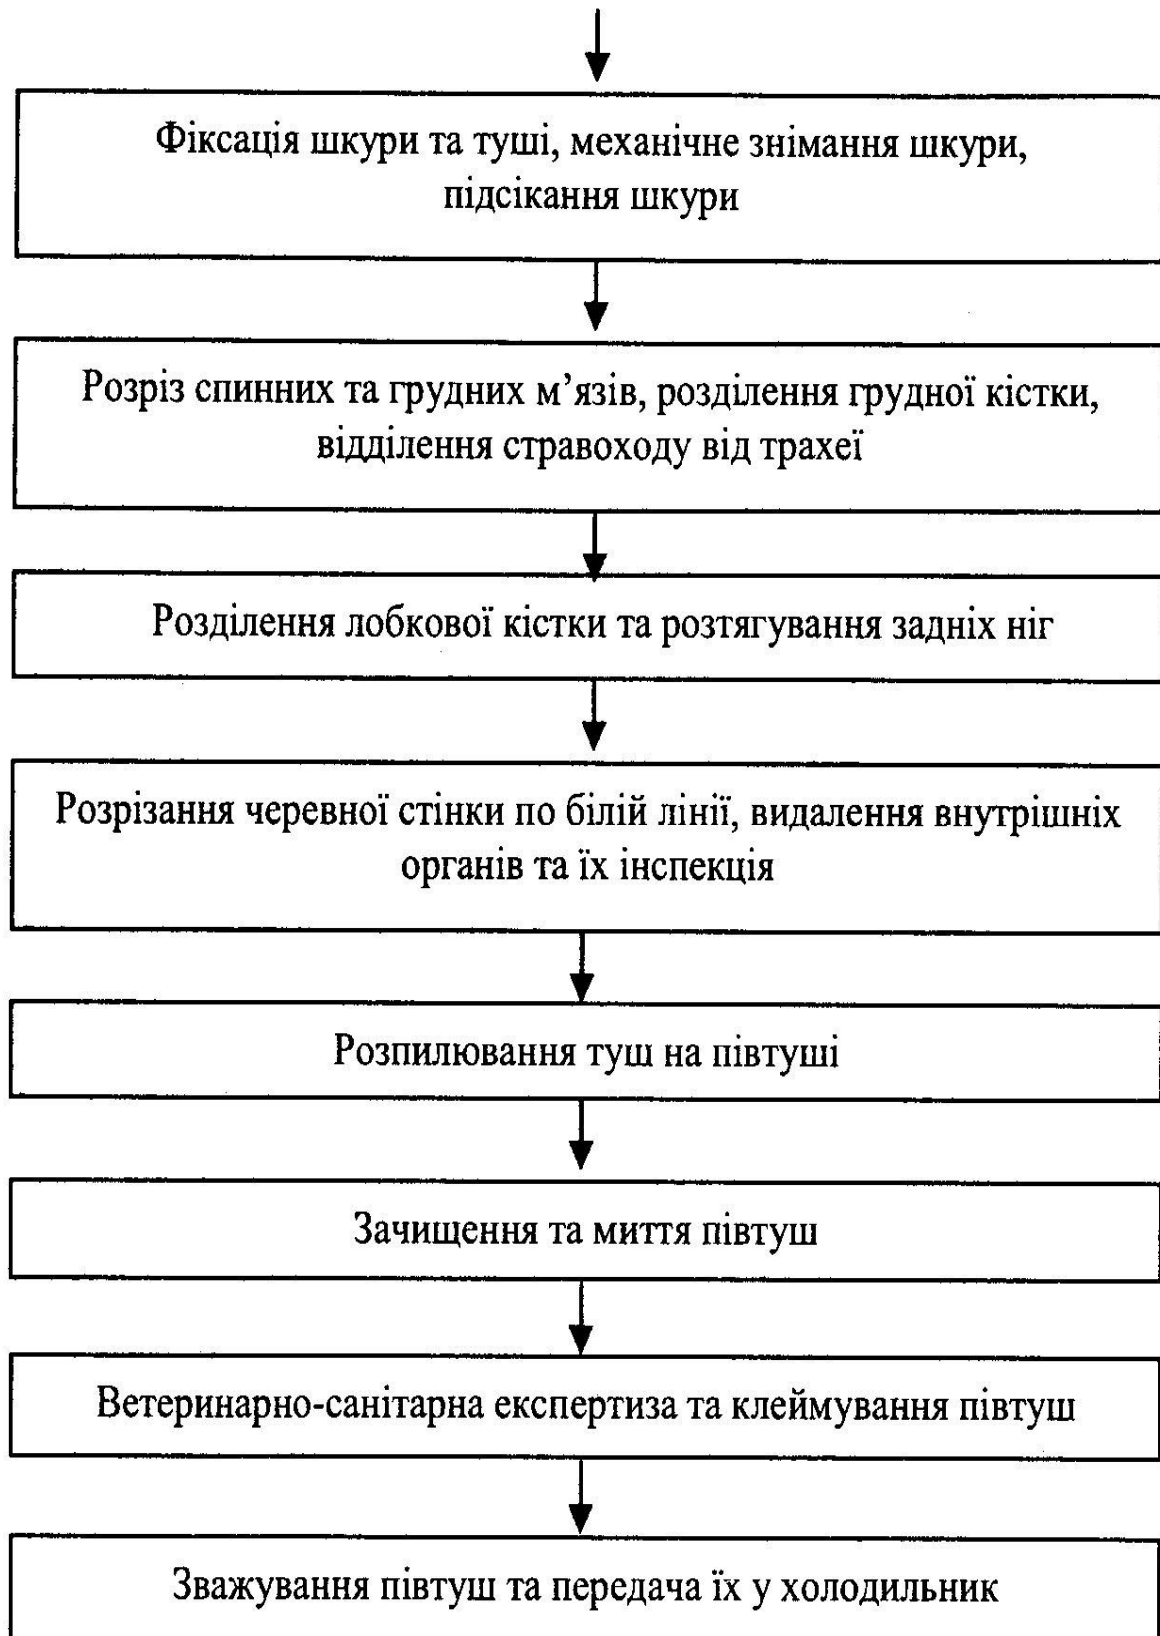 Фіксація шкури та туші, механічне знімання шкури,
підсікання шкури
Розріз спинних та грудних м’язів, розділення грудної кістки,
відділення стравоходу від трахеї
Розділення лобкової кістки та розтягування задніх ніг
Розрізання черевної стінки по білій лінії, видалення внутрішніх
органів та їх інспекція
Розпилювання туш на півтуші
Зачищення та миття півтуш
Ветеринарно-санітарна експертиза та клеймування півтуш
Зважування півтуш та передача їх у холодильник